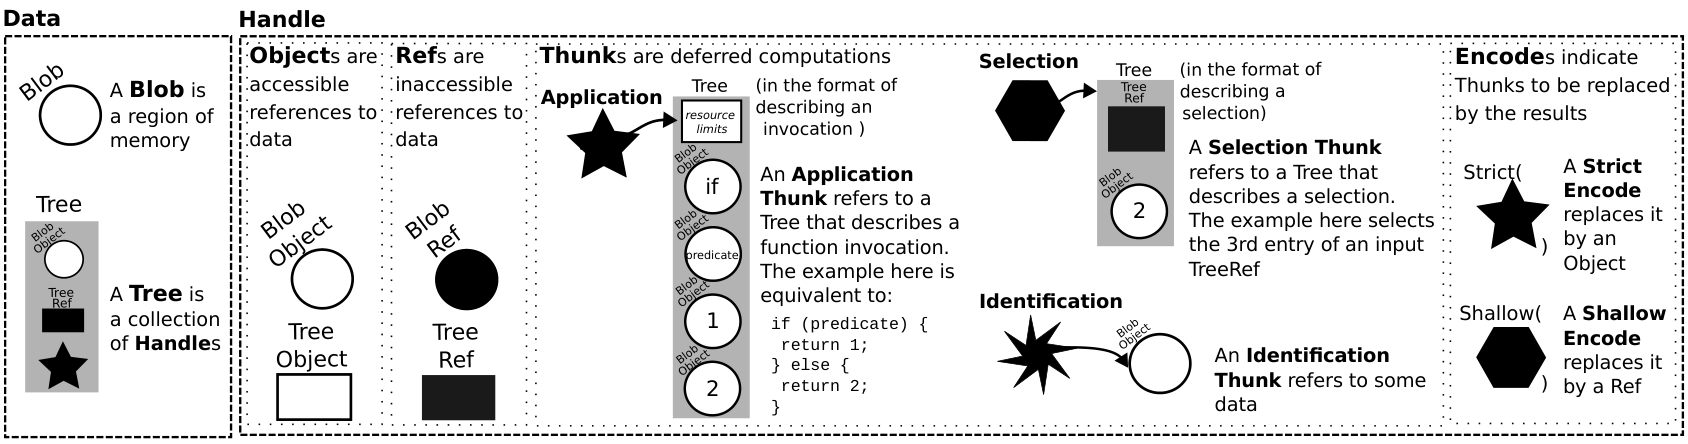 Data
Blob
A Blob is
a region of
memory
Tree
Blob
Object
Tree
Ref
A Tree is
a collection
of Handles
Handle
Objects are
accessible
references to
data
Blob
Object
Tree
Object
Refs are
inaccessible
references to
data
Blob
Ref
Tree
Ref
Thunks are deferred computations
Application
Tree
(in the format of
describing an
invocation )
resource
limits
Blob
Object
if
Blob
Object
predicate
Blob
Object
1
Blob
Object
2
An Application
Thunk refers to a
Tree that describes a
function invocation.
The example here is
equivalent to:
if (predicate) {
return 1;
} else {
return 2;
}
Selection
Tree
Tree
Ref
Blob
Object
2
(in the format of
describing a
selection)
A Selection Thunk
refers to a Tree that
describes a selection.
The example here selects
the 3rd entry of an input
TreeRef
Identification
Blob
Object
An Identification
Thunk refers to some
data
Encodes indicate
Thunks to be replaced
by the results
Strict(
)
A Strict
Encode
replaces it
by an
Object
Shallow(
)
A Shallow
Encode
replaces it
by a Ref